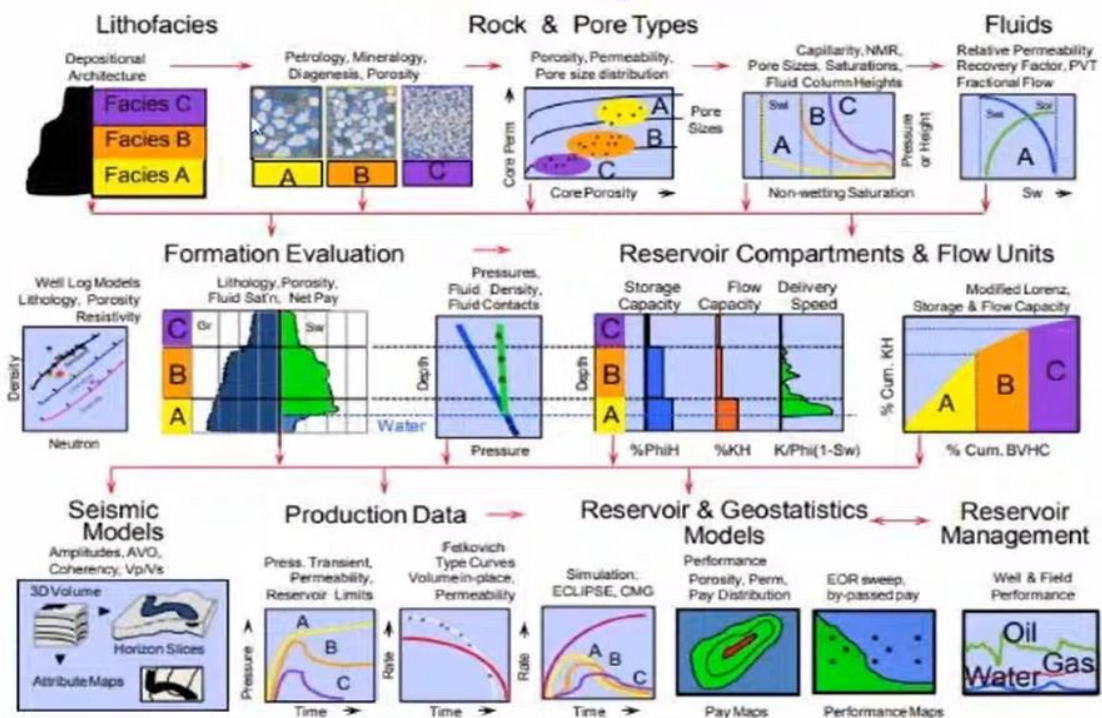 Lithofacies
Rock & Pore Types
Fluids
Depositional
Architecture
Facies C
Facies B
Facies A
Petrology, Mineralogy,
Diagenesis, Porosity
A
B
C
Porosity, Permeability,
Pore size distribution
Core Perm
A
B
C
Pore
Sizes
Core Porosity
Capillarity, NMR,
Pore Sizes, Saturations,
Fluid Column Heights
Swi
A
B
C
Pressure
or Height
Non-wetting Saturation
Relative Permeability
Recovery Factor, PVT
Fractional Flow
Swi
Sor
A
Sw
Formation Evaluation
Reservoir Compartments & Flow Units
Well Log Models
Lithology, Porosity
Resistivity
Density
Neutron
Lithology, Porosity,
Fluid Sat'n, Net Pay
C
B
A
Gr
Sw
Water
Pressures,
Fluid Density,
Fluid Contacts
Depth
Pressure
Storage
Capacity
Flow
Capacity
Delivery
Speed
Depth
C
B
A
%PhiH
%KH
K/Phi(1-Sw)
Modified Lorenz,
Storage & Flow Capacity
% Cum. KH
A
B
C
% Cum. BVHC
Seismic
Models
Amplitudes, AVO,
Coherency, Vp/Vs
3D Volume
Horizon Slices
Attribute Maps
Production Data
Press. Transient,
Permeability,
Reservoir Limits
Pressure
A
B
C
Time
Fetkovich
Type Curves
Volume in-place,
Permeability
Rate
Time
Reservoir & Geostatistics
Models
Simulation:
ECLIPSE, CMG
Rate
A
B
C
Time
Performance
Porosity, Perm,
Pay Distribution
Pay Maps
EOR sweep,
by-passed pay
Performance Maps
Reservoir
Management
Well & Field
Performance
Oil
Gas
Water